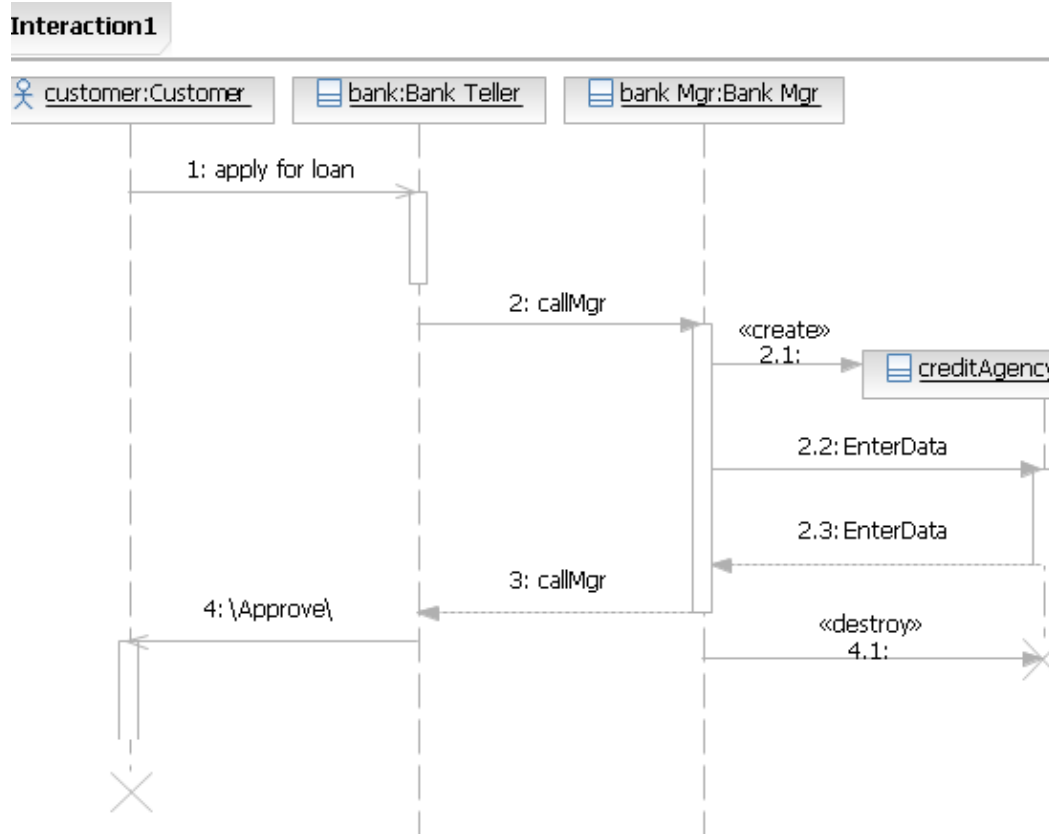 Interaction1
customer:Customer
bank:Bank Teller
bank Mgr:Bank Mgr
1: apply for loan
2: callMgr
«create»
2.1:
creditAgency
2.2: EnterData
2.3: EnterData
3: callMgr
4: \Approve\
«destroy»
4.1: